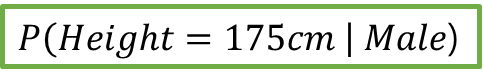 P(Height = 175cm | Male)